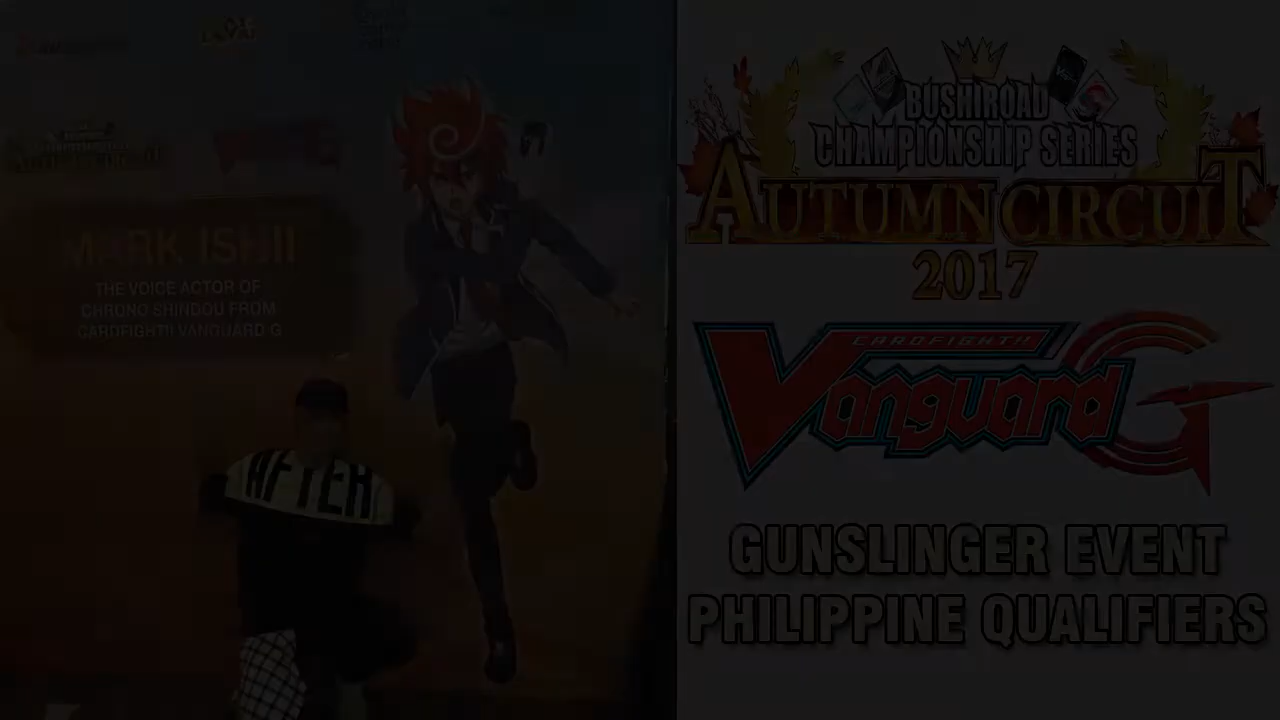 MARK ISHII
THE VOICE ACTOR OF
CHRONO SHINDOU FROM
CARDFIGHT!! VANGUARD G
AFTER
BUSHIROAD
CHAMPIONSHIP SERIES
AUTUMN CIRCUIT
2017
CARDFIGHT!!
Vanguard G
GUNSLINGER EVENT
PHILIPPINE QUALIFIERS